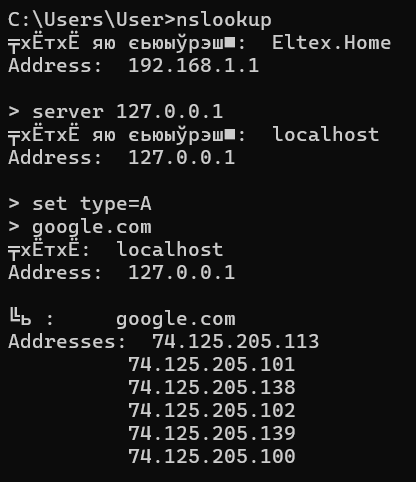 C:\Users\User>nslookup
╤хЁтхЁ яю єьюыўрэш■:  Eltex.Home
Address:  192.168.1.1
> server 127.0.0.1
╤хЁтхЁ яю єьюыўрэш■:  localhost
Address:  127.0.0.1
> set type=A
> google.com
╤хЁтхЁ:  localhost
Address:  127.0.0.1
╚ь :     google.com
Addresses:  74.125.205.113
74.125.205.101
74.125.205.138
74.125.205.102
74.125.205.139
74.125.205.100